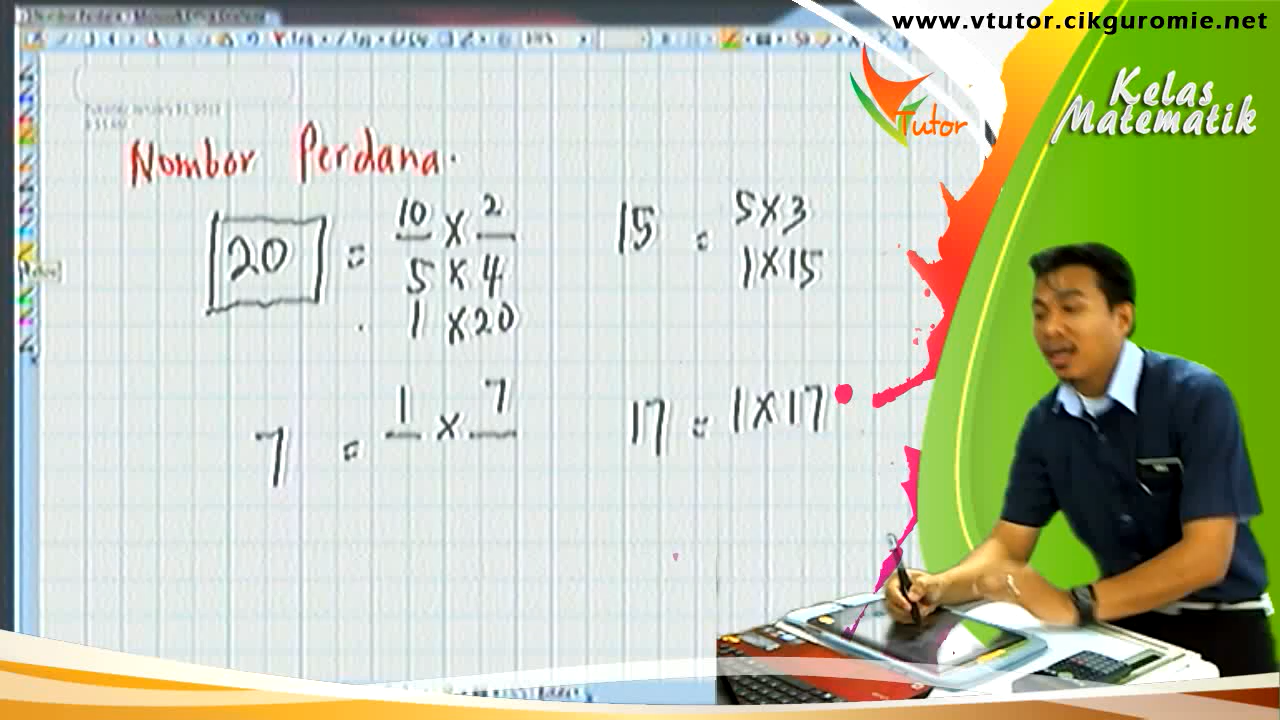 www.vtutor.cikguromie.net
Kelas
Matematik
Tutor
Nombor Perdana.
20 = 10 x 2
5 x 4
1 x 20
15 = 5x3
1x15
7 = 1 x 7
17 = 1x17